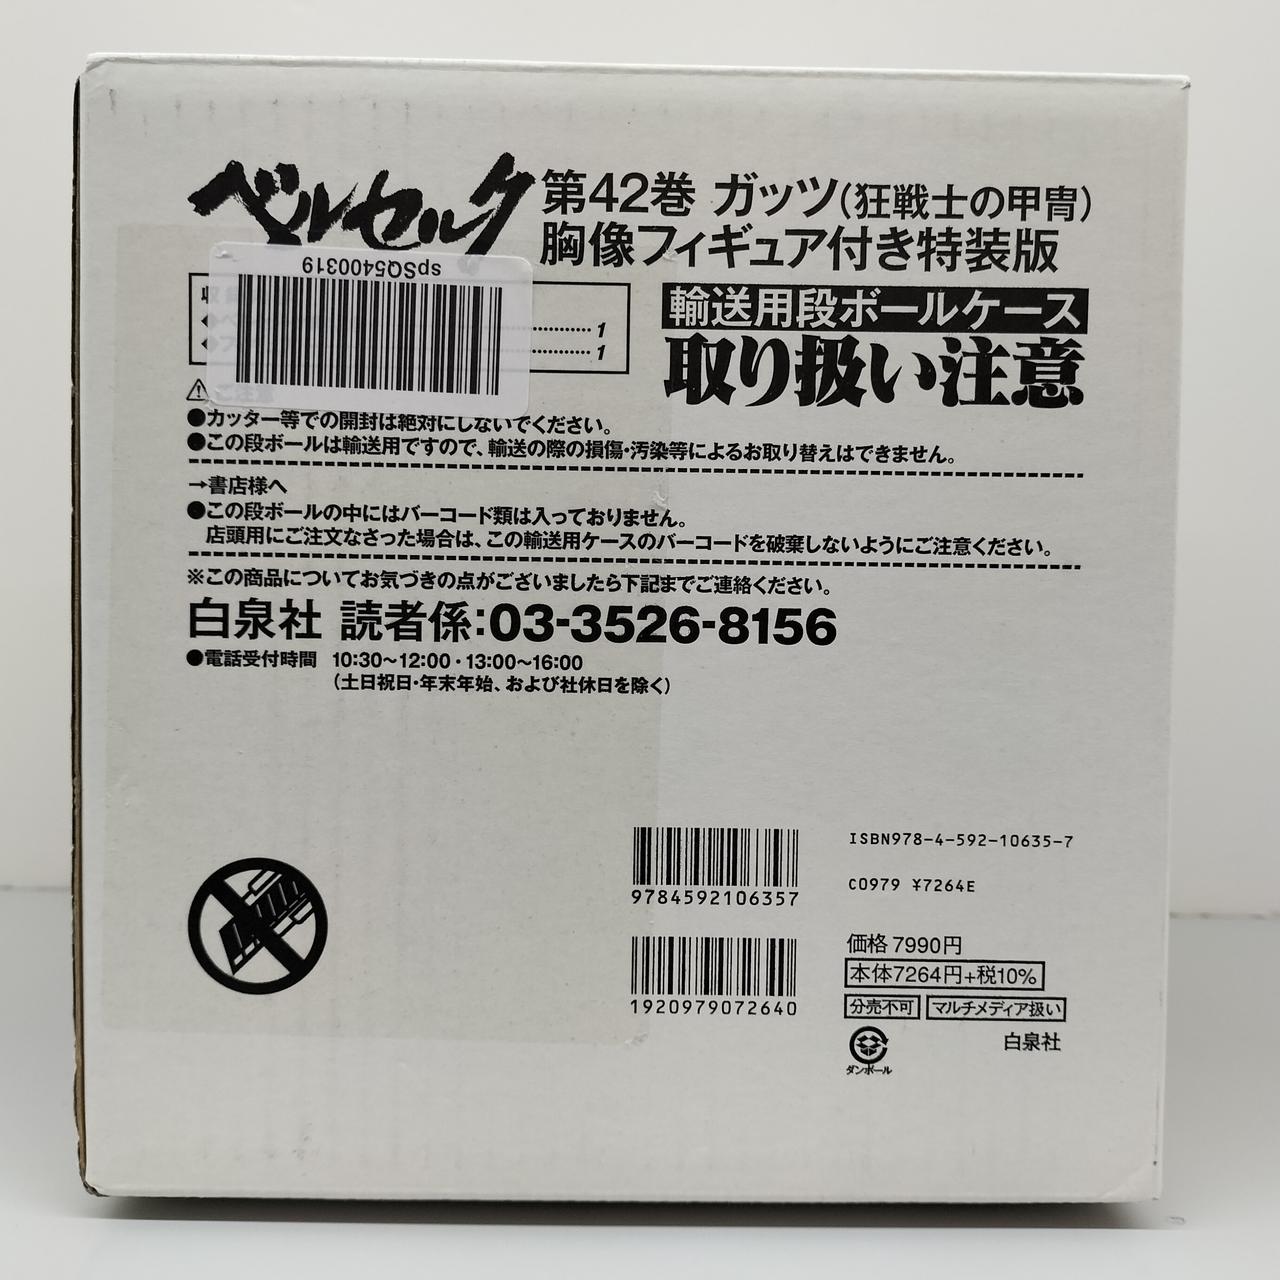 ベルセルク
第42巻 ガッツ(狂戦士の甲冑)
胸像フィギュア付き特装版
spSQ5400319
輸送用段ボールケース
取り扱い注意
1
1
ご注意
●カッター等での開封は絶対にしないでください。
●この段ボールは輸送用ですので、輸送の際の損傷・汚染等によるお取り替えはできません。
→書店様へ
●この段ボールの中にはバーコード類は入っておりません。
店頭用にご注文なさった場合は、この輸送用ケースのバーコードを破棄しないようにご注意ください。
※この商品についてお気づきの点がございましたら下記までご連絡ください。
白泉社 読者係:03-3526-8156
●電話受付時間 10:30～12:00・13:00～16:00
(土日祝日・年末年始、および社休日を除く)
9784592106357
ISBN978-4-592-10635-7
C0979 ¥7264E
1920979072640
価格7990円
本体7264円+税10%
分売不可 マルチメディア扱い
白泉社
ダンボール